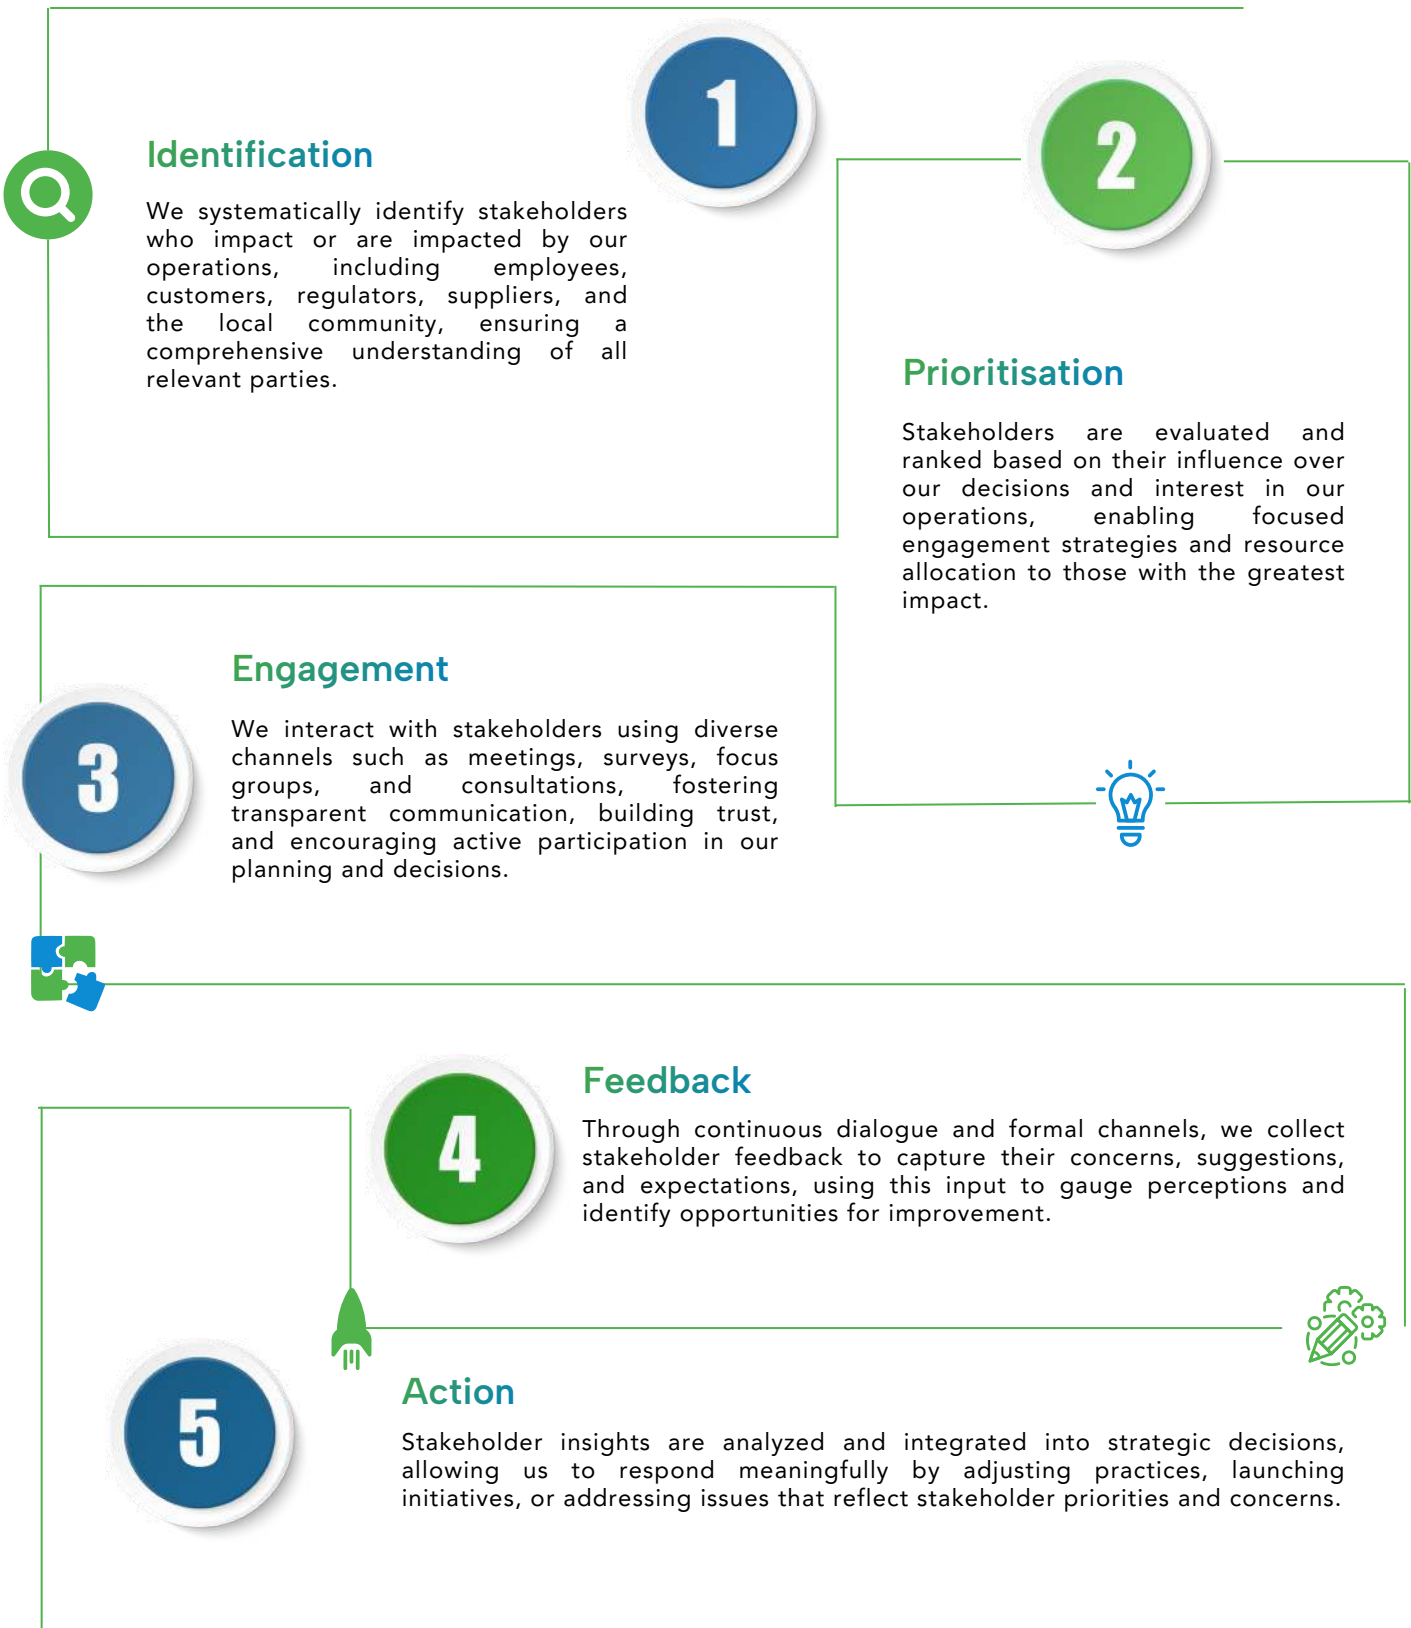 1
Identification
We systematically identify stakeholders
who impact or are impacted by our
operations, including employees,
customers, regulators, suppliers, and
the local community, ensuring a
comprehensive understanding of all
relevant parties.
2
Prioritisation
Stakeholders are evaluated and
ranked based on their influence over
our decisions and interest in our
operations, enabling focused
engagement strategies and resource
allocation to those with the greatest
impact.
3
Engagement
We interact with stakeholders using diverse
channels such as meetings, surveys, focus
groups, and consultations, fostering
transparent communication, building trust,
and encouraging active participation in our
planning and decisions.
4
Feedback
Through continuous dialogue and formal channels, we collect
stakeholder feedback to capture their concerns, suggestions,
and expectations, using this input to gauge perceptions and
identify opportunities for improvement.
5
Action
Stakeholder insights are analyzed and integrated into strategic decisions,
allowing us to respond meaningfully by adjusting practices, launching
initiatives, or addressing issues that reflect stakeholder priorities and concerns.